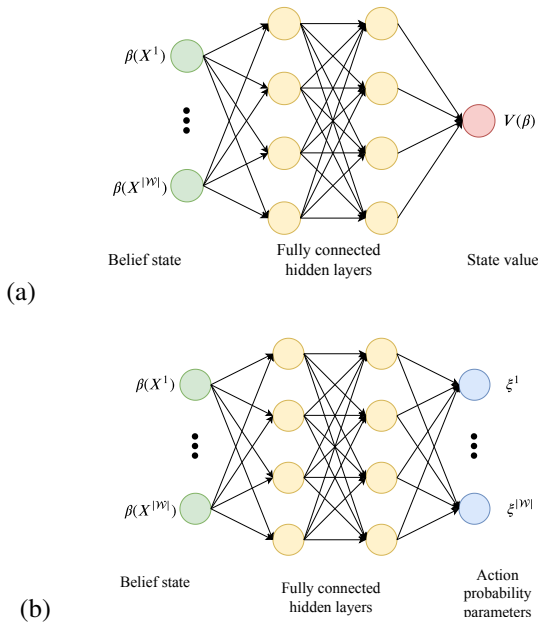 β(X¹)
V(β)
β(X^|𝒲|)
Fully connected
hidden layers
Belief state
State value
(a)
β(X¹)
ξ¹
β(X^|𝒲|)
ξ^|𝒲|
Belief state
Fully connected
hidden layers
Action
probability
parameters
(b)